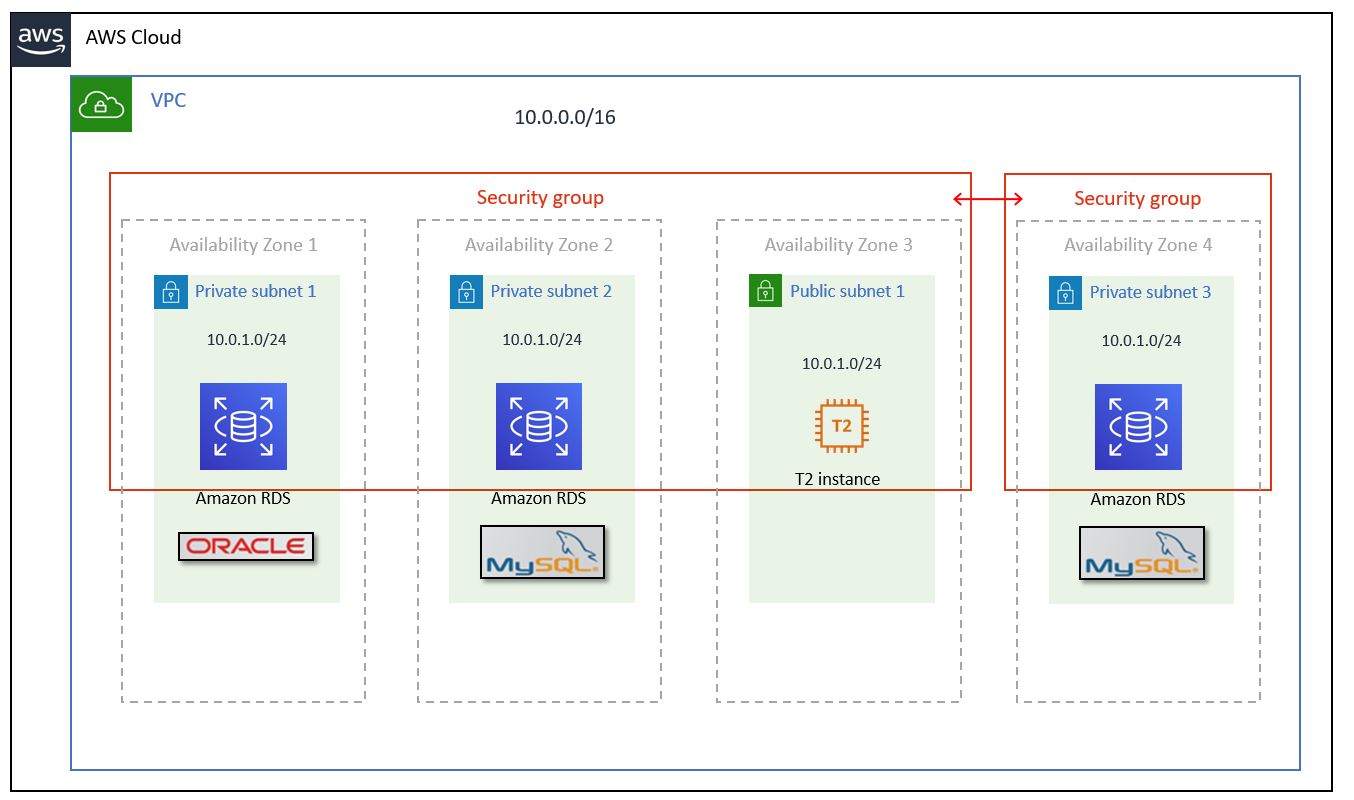 aws
AWS Cloud
VPC
10.0.0.0/16
Security group
Security group
Availability Zone 1
Availability Zone 2
Availability Zone 3
Availability Zone 4
Private subnet 1
Private subnet 2
Public subnet 1
Private subnet 3
10.0.1.0/24
10.0.1.0/24
10.0.1.0/24
10.0.1.0/24
T2
T2 instance
Amazon RDS
Amazon RDS
Amazon RDS
ORACLE
MySQL
MySQL